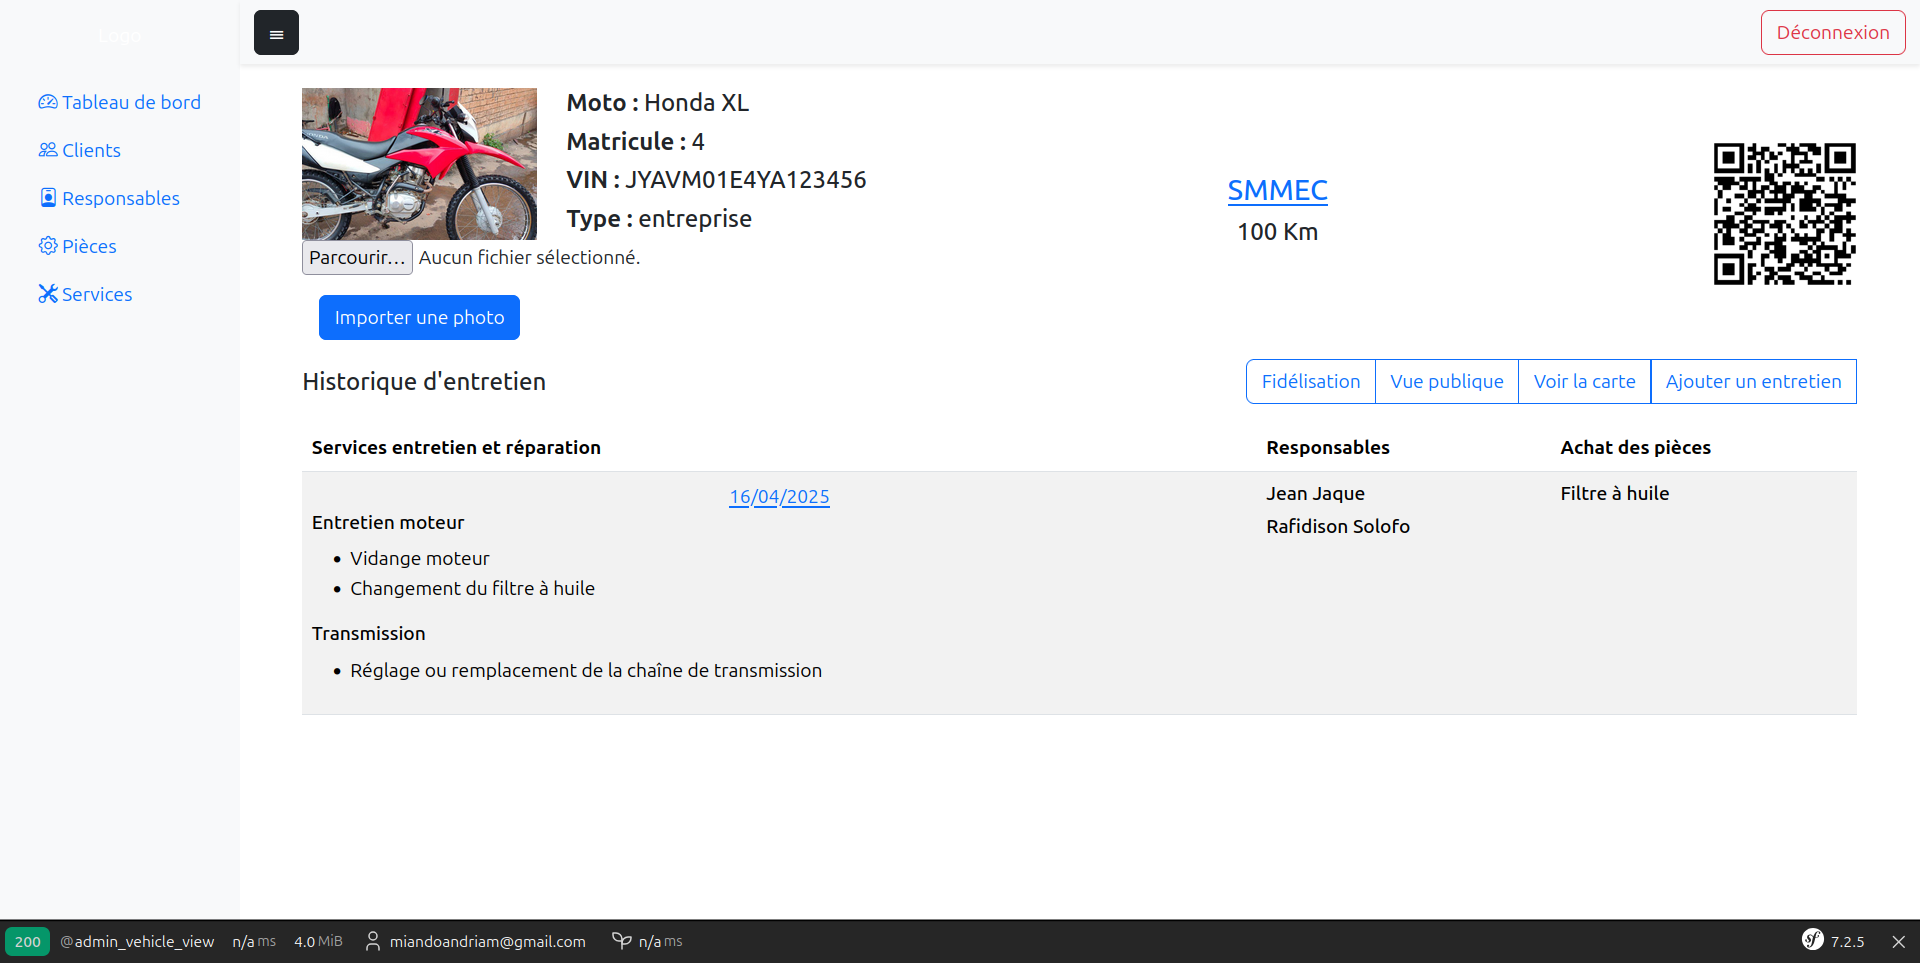 Logo
Déconnexion
Tableau de bord
Clients
Responsables
Pièces
Services
Moto : Honda XL
Matricule : 4
VIN : JYAVM01E4YA123456
Type : entreprise
SMMEC
100 Km
Parcourir... Aucun fichier sélectionné.
Importer une photo
Historique d'entretien
Fidélisation
Vue publique
Voir la carte
Ajouter un entretien
Services entretien et réparation
Responsables
Achat des pièces
16/04/2025
Entretien moteur
Vidange moteur
Changement du filtre à huile
Transmission
Réglage ou remplacement de la chaîne de transmission
Jean Jaque
Rafidison Solofo
Filtre à huile
200 @admin_vehicle_view n/a ms 4.0 MiB miandoandriam@gmail.com n/a ms sf 7.2.5